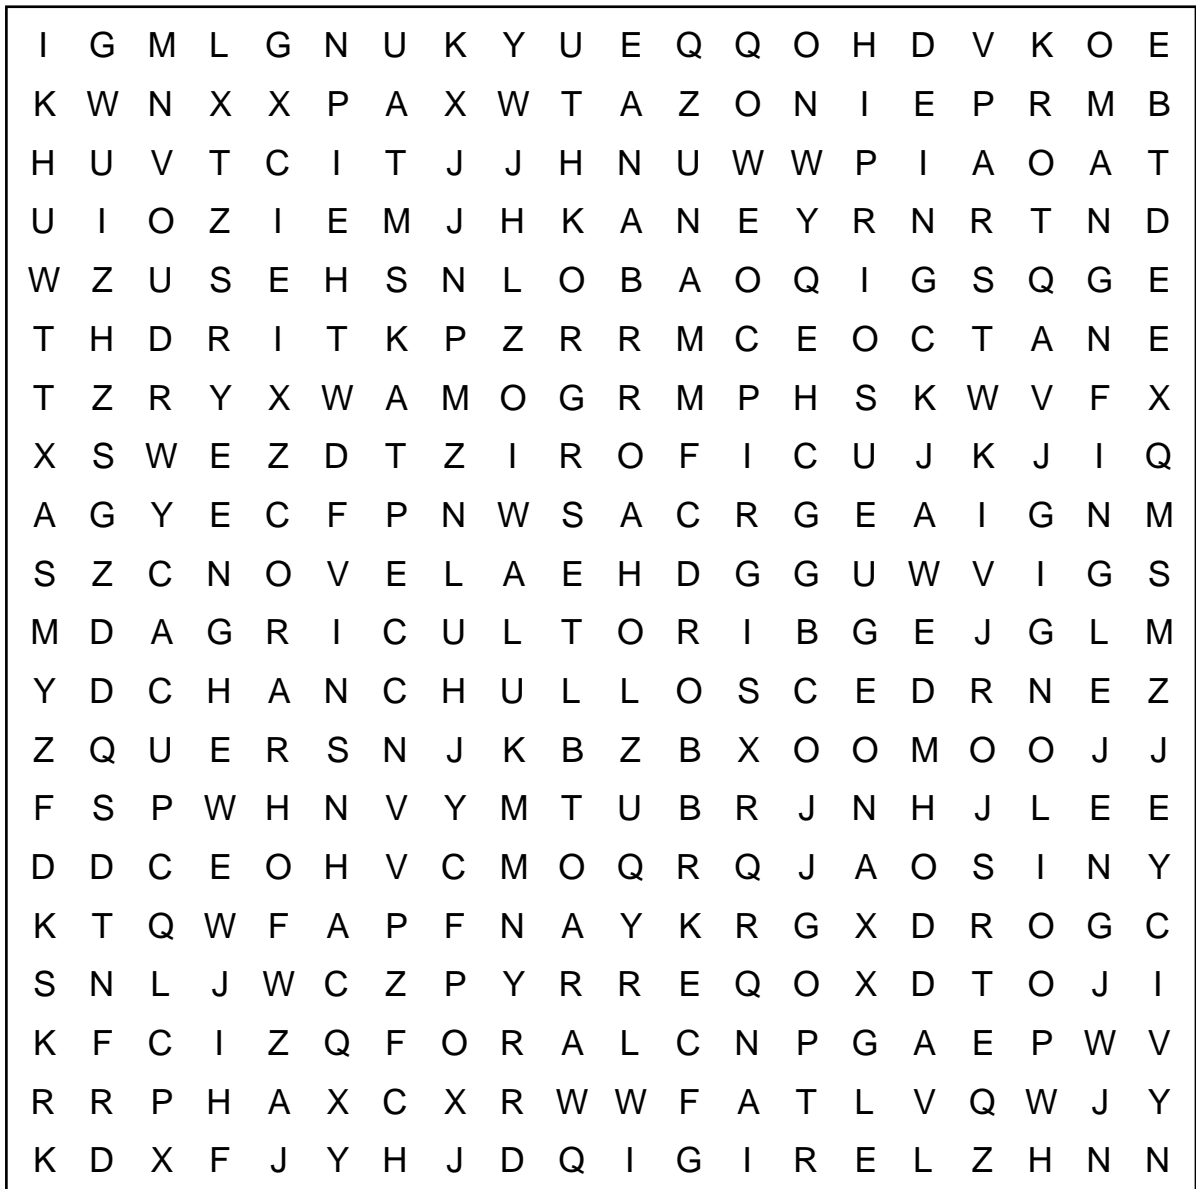 I G M L G N U K Y U E Q Q O H D V K O E
K W N X X P A X W T A Z O N I E P R M B
H U V T C I T J J H N U W W P I A O A T
U I O Z I E M J H K A N E Y R N R T N D
W Z U S E H S N L O B A O Q I G S Q G E
T H D R I T K P Z R R M C E O C T A N E
T Z R Y X W A M O G R M P H S K W V F X
X S W E Z D T Z I R O F I C U J K J I Q
A G Y E C F P N W S A C R G E A I G N M
S Z C N O V E L A E H D G G U W V I G S
M D A G R I C U L T O R I B G E J G L M
Y D C H A N C H U L L O S C E D R N E Z
Z Q U E R S N J K B Z B X O O M O O J J
F S P W H N V Y M T U B R J N H J L E E
D D C E O H V C M O Q R Q J A O S I N Y
K T Q W F A P F N A Y K R G X D R O G C
S N L J W C Z P Y R R E Q O X D T O J I
K F C I Z Q F O R A L C N P G A E P W V
R R P H A X C X R W W F A T L V Q W J Y
K D X F J Y H J D Q I G I R E L Z H N N